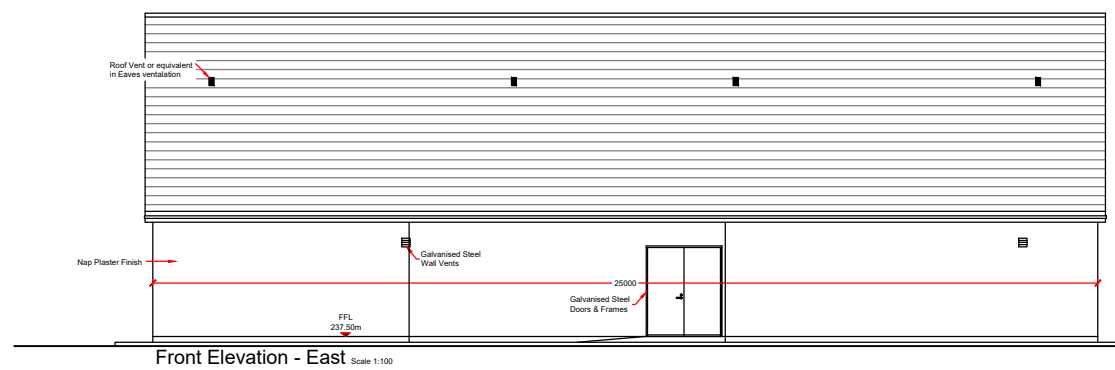 Roof Vent or equivalent
in Eaves ventalation
Galvanised Steel
Wall Vents
Nap Plaster Finish
25000
Galvanised Steel
Doors & Frames
FFL
237.50m
Front Elevation - East Scale 1:100